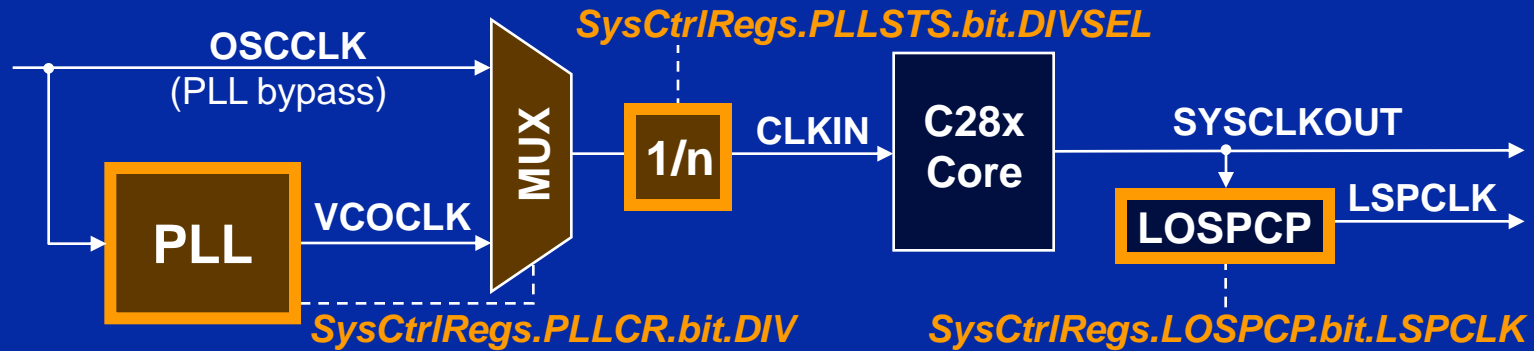 SysCtrlRegs.PLLSTS.bit.DIVSEL
OSCCLK
(PLL bypass)
MUX
1/n
CLKIN
C28x
Core
SYSCLKOUT
PLL
VCOCLK
LOSPCP
LSPCLK
SysCtrlRegs.PLLCR.bit.DIV
SysCtrlRegs.LOSPCP.bit.LSPCLK